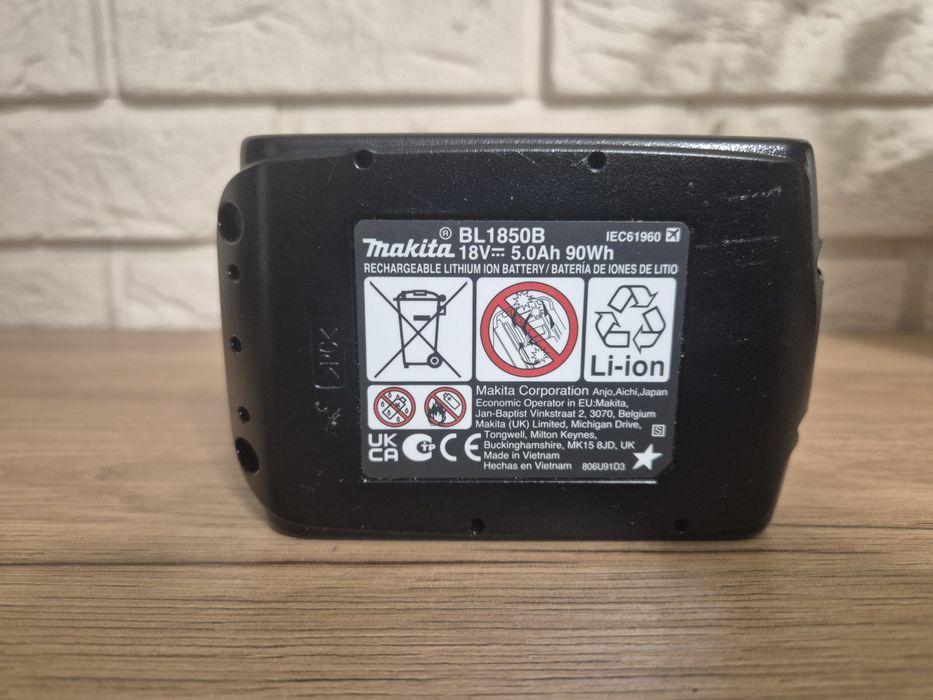 ® BL1850B IEC61960
makita 18V⎓ 5.0Ah 90Wh
RECHARGEABLE LITHIUM ION BATTERY / BATERÍA DE IONES DE LITIO
Li-ion
Makita Corporation Anjo,Aichi,Japan
Economic Operator in EU:Makita,
Jan-Baptist Vinkstraat 2, 3070, Belgium
Makita (UK) Limited, Michigan Drive,
Tongwell, Milton Keynes,
Buckinghamshire, MK15 8JD, UK
Made in Vietnam
Hechas en Vietnam 806U91D3
S
UK
CA
TP
CE
>PC<